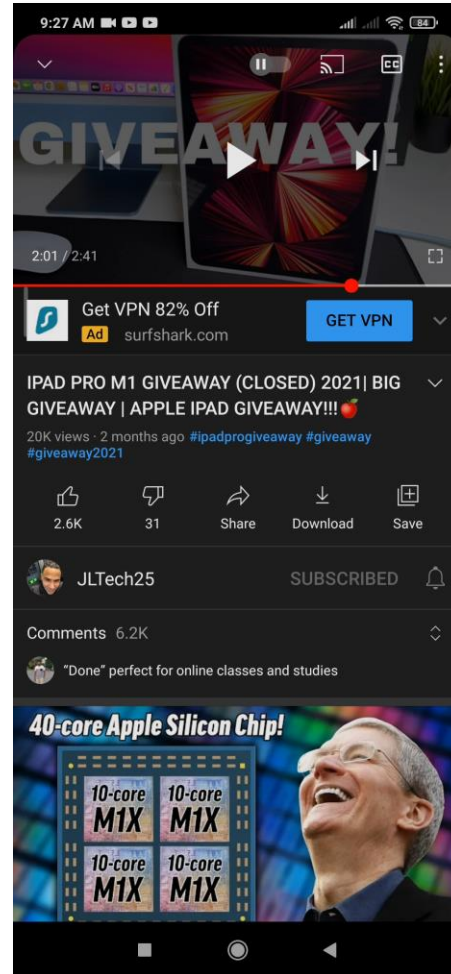 9:27 AM
84
CC
GIVEAWAY!
2:01 / 2:41
Get VPN 82% Off
Ad surfshark.com
GET VPN
IPAD PRO M1 GIVEAWAY (CLOSED) 2021| BIG
GIVEAWAY | APPLE IPAD GIVEAWAY!!!🍎
20K views · 2 months ago #ipadprogiveaway #giveaway
#giveaway2021
2.6K 31 Share Download Save
JLTech25 SUBSCRIBED
Comments 6.2K
“Done” perfect for online classes and studies
40-core Apple Silicon Chip!
10-core 10-core
M1X M1X
10-core 10-core
M1X M1X